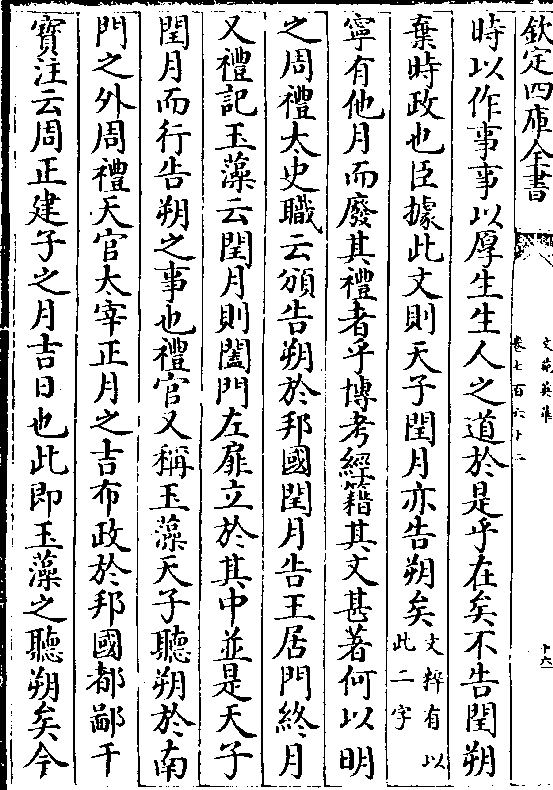 欽定四庫全書
文苑英華
卷七百六十二
十六
時以作事事以厚生生人之道於是乎在矣不告閏朔
棄時政也臣據此文則天子閏月亦告朔矣文粹有以此二字
寧有他月而廢其禮者乎博考經籍其文甚著何以明
之周禮太史職云頒告朔於邦國閏月告王居門終月
又禮記玉藻云閏月則闔門左扉立於其中並是天子
閏月而行告朔之事也禮官又稱玉藻天子聽朔於南
門之外周禮天官太宰正月之吉布政於邦國都鄙干
寶注云周正建子之月吉日也此即玉藻之聽朔矣今